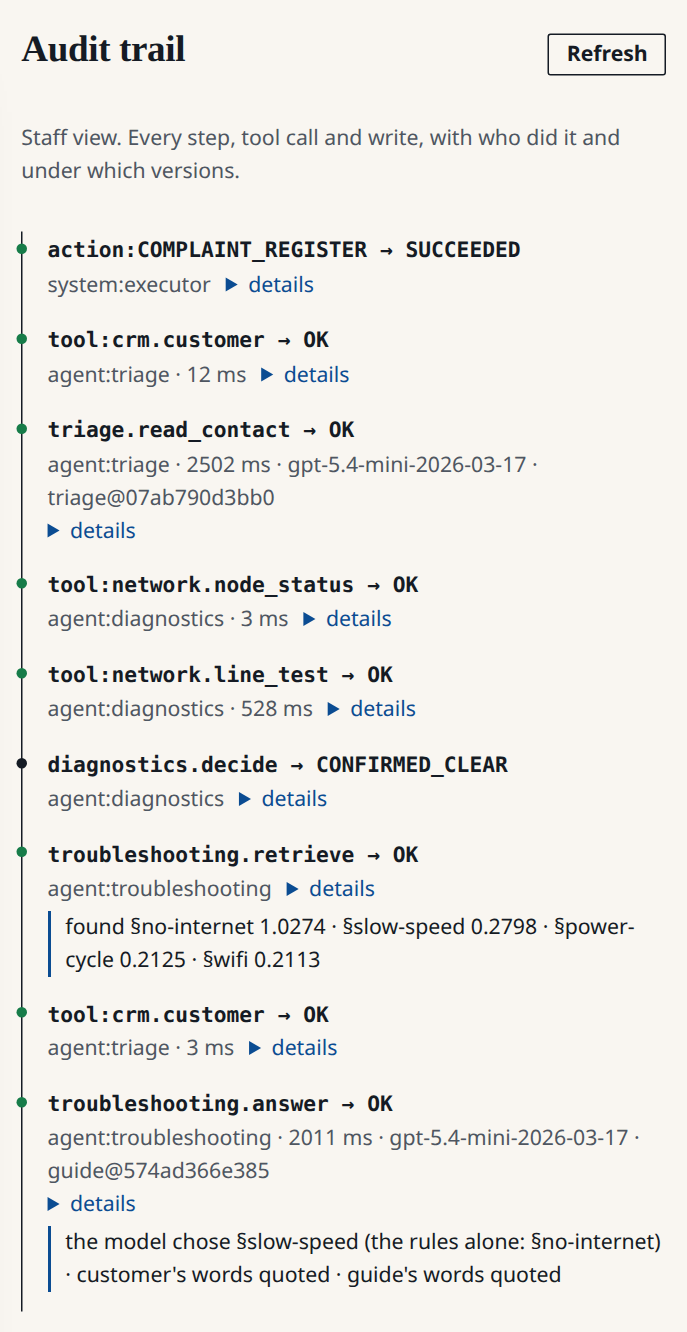 Audit trail
Refresh
Staff view. Every step, tool call and write, with who did it and
under which versions.
action:COMPLAINT_REGISTER → SUCCEEDED
system:executor ▶ details
tool:crm.customer → OK
agent:triage · 12 ms ▶ details
triage.read_contact → OK
agent:triage · 2502 ms · gpt-5.4-mini-2026-03-17 ·
triage@07ab790d3bb0
▶ details
tool:network.node_status → OK
agent:diagnostics · 3 ms ▶ details
tool:network.line_test → OK
agent:diagnostics · 528 ms ▶ details
diagnostics.decide → CONFIRMED_CLEAR
agent:diagnostics ▶ details
troubleshooting.retrieve → OK
agent:troubleshooting ▶ details
found §no-internet 1.0274 · §slow-speed 0.2798 · §power-
cycle 0.2125 · §wifi 0.2113
tool:crm.customer → OK
agent:triage · 3 ms ▶ details
troubleshooting.answer → OK
agent:troubleshooting · 2011 ms · gpt-5.4-mini-2026-03-17 ·
guide@574ad366e385
▶ details
the model chose §slow-speed (the rules alone: §no-internet)
· customer's words quoted · guide's words quoted